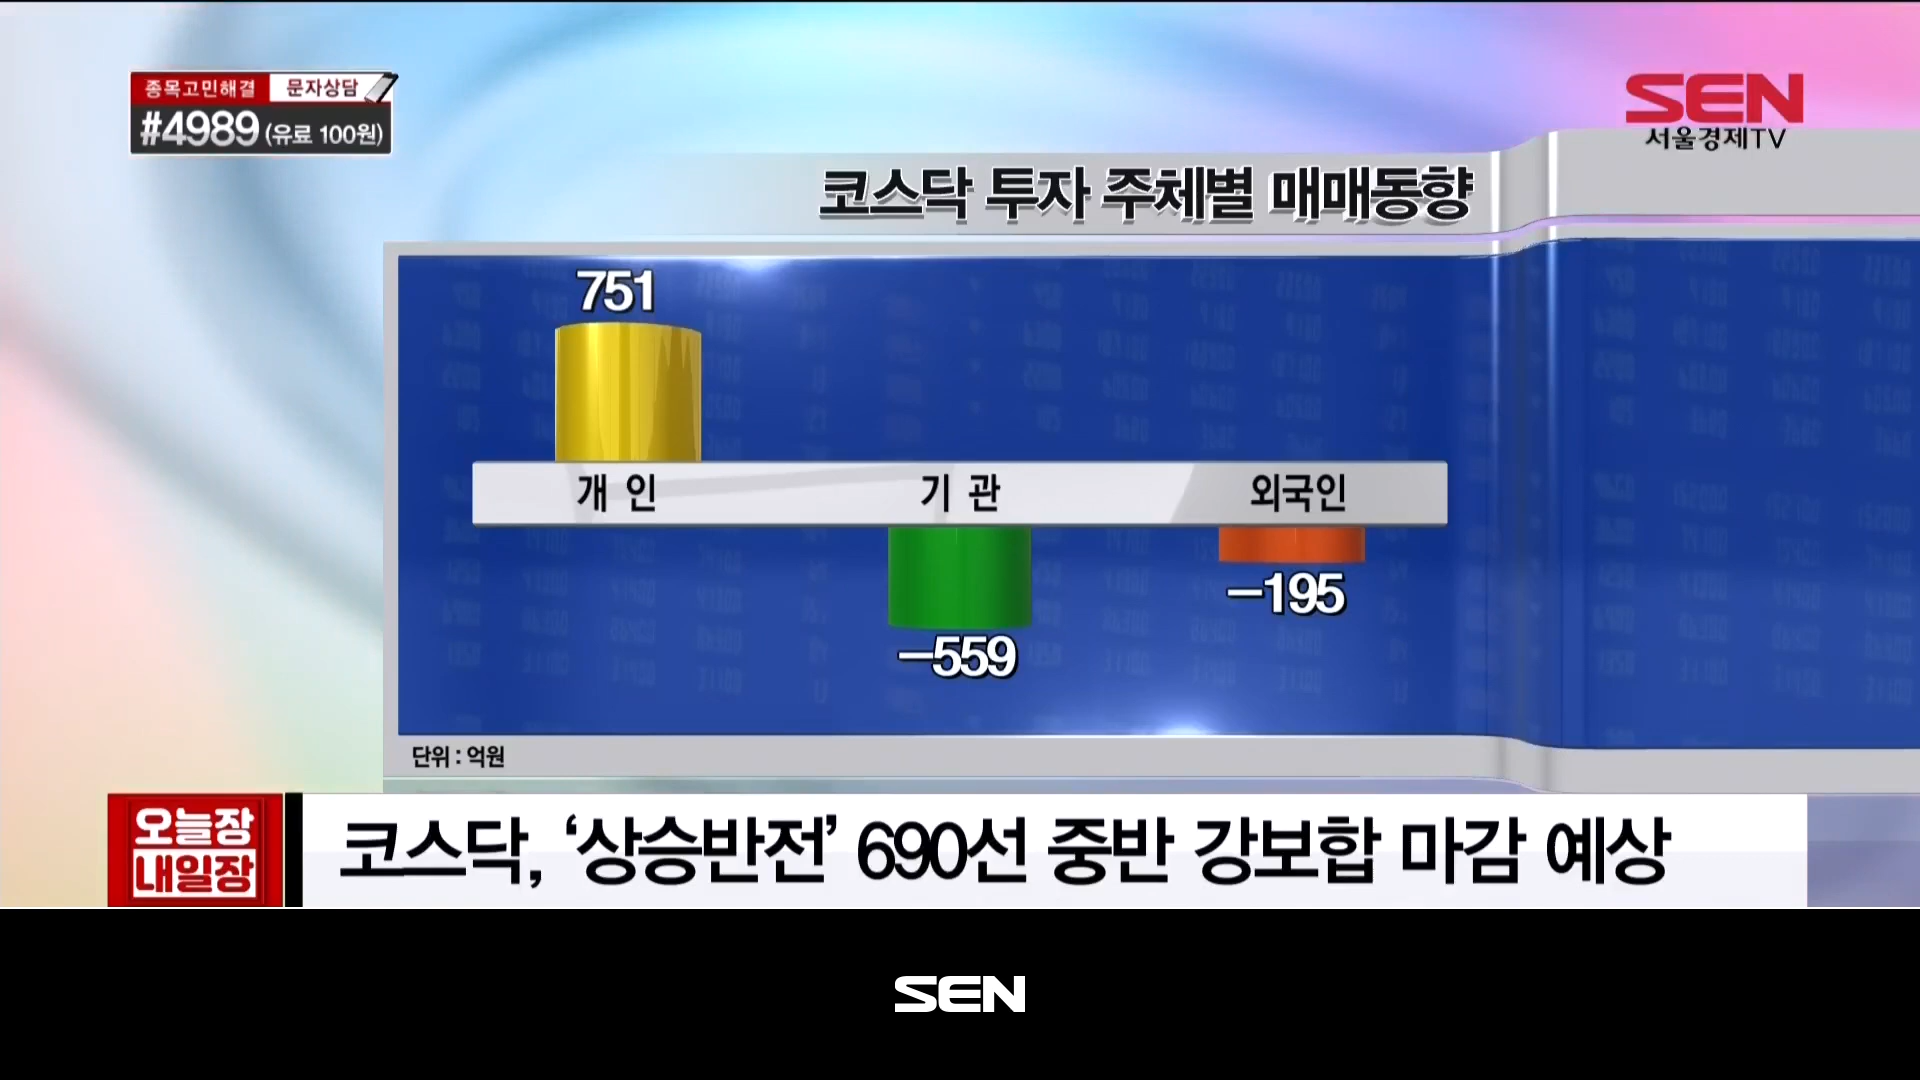 종목고민해결 문자상담
#4989 (유료 100원)
SEN
서울경제TV
코스닥 투자 주체별 매매동향
751
개인 기관 외국인
-195
-559
단위 : 억원
오늘장
내일장
코스닥, ‘상승반전’ 690선 중반 강보합 마감 예상
SEN